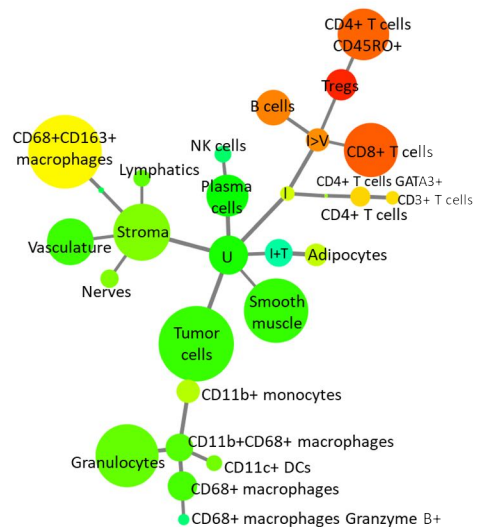 CD4+ T cells
CD45RO+
Tregs
B cells
I>V
CD8+ T cells
NK cells
CD68+CD163+
macrophages
Lymphatics
Plasma
cells
I
CD4+ T cells GATA3+
CD3+ T cells
CD4+ T cells
Stroma
Vasculature
U
I+T
Adipocytes
Nerves
Smooth
muscle
Tumor
cells
CD11b+ monocytes
CD11b+CD68+ macrophages
Granulocytes
CD11c+ DCs
CD68+ macrophages
CD68+ macrophages Granzyme B+